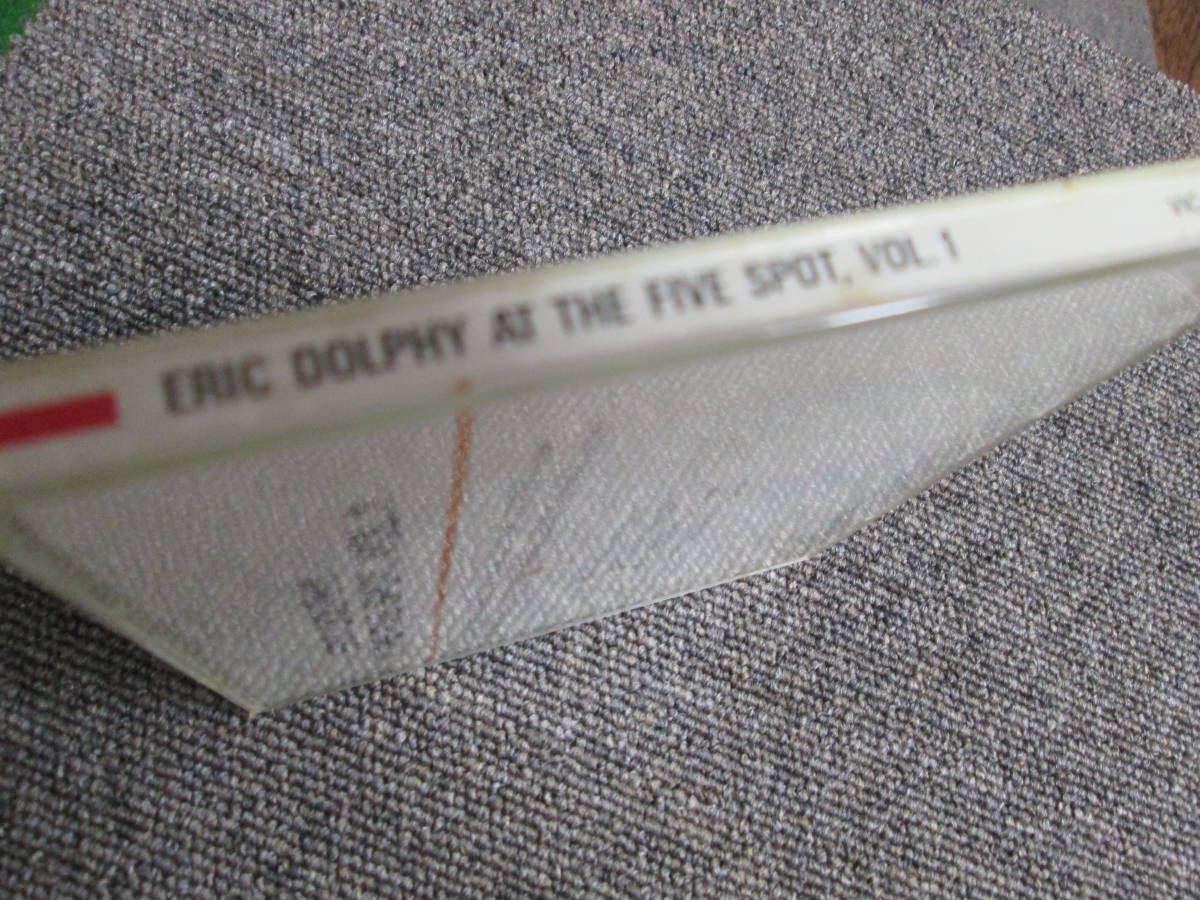 ERIC DOLPHY AT THE FIVE SPOT, VOL. 1